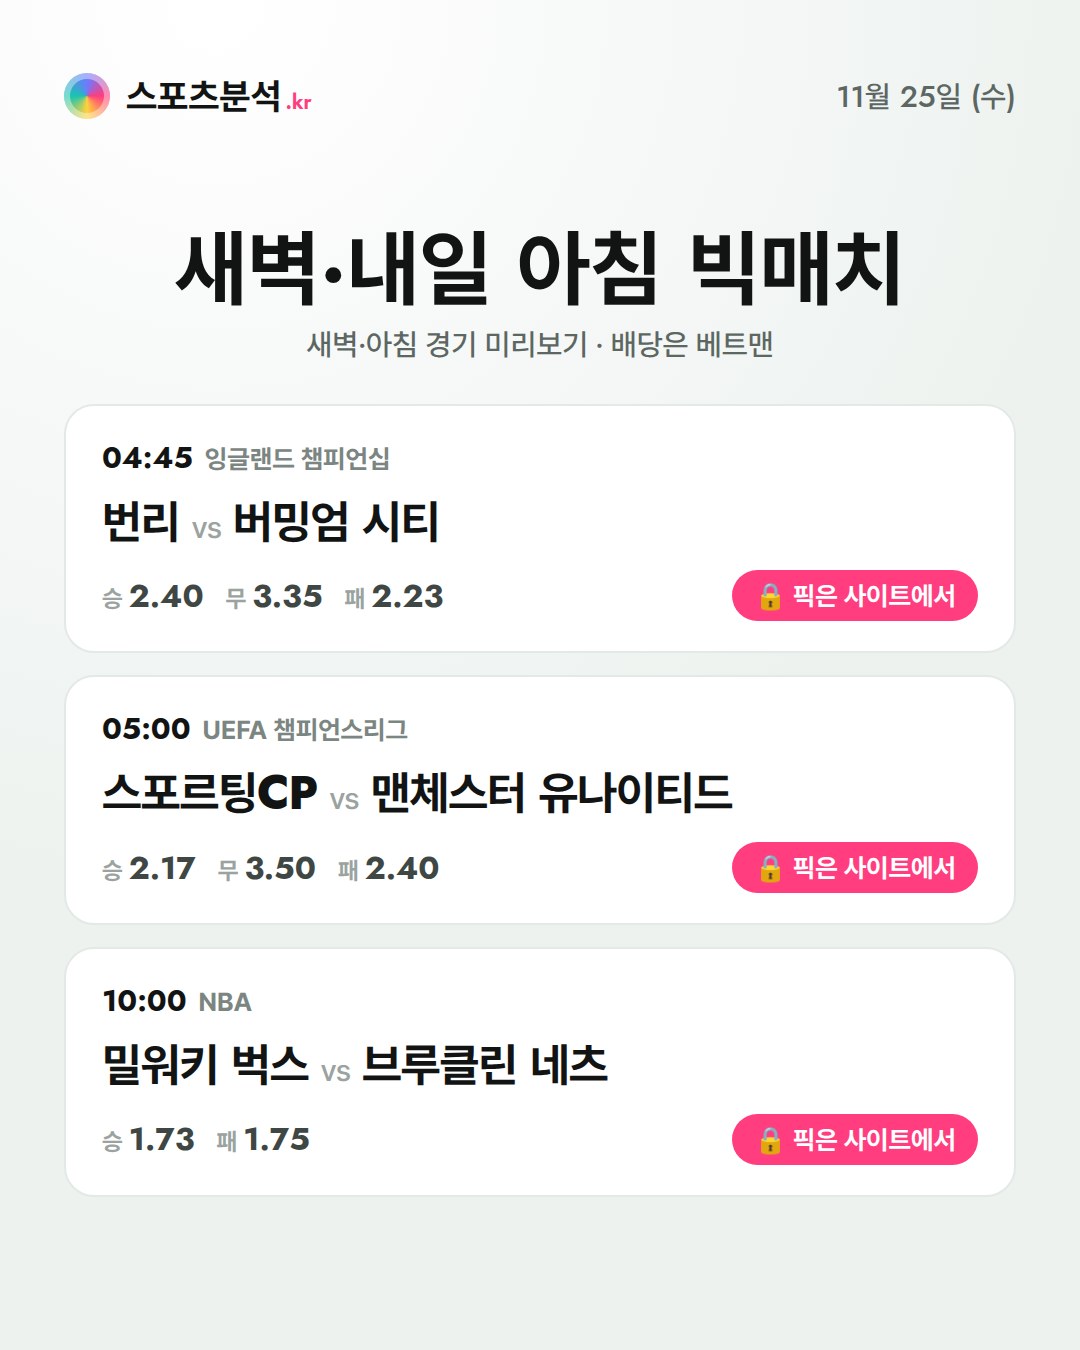 스포츠분석.kr
11월 25일 (수)
새벽·내일 아침 빅매치
새벽·아침 경기 미리보기 · 배당은 베트맨
04:45 잉글랜드 챔피언십
번리 vs 버밍엄 시티
승 2.40 무 3.35 패 2.23
🔒 픽은 사이트에서
05:00 UEFA 챔피언스리그
스포르팅CP vs 맨체스터 유나이티드
승 2.17 무 3.50 패 2.40
🔒 픽은 사이트에서
10:00 NBA
밀워키 벅스 vs 브루클린 네츠
승 1.73 패 1.75
🔒 픽은 사이트에서